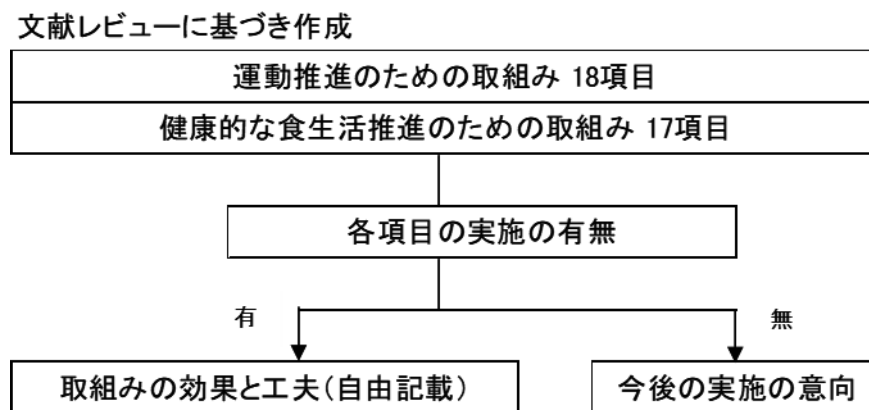 文献レビューに基づき作成
運動推進のための取組み 18項目
健康的な食生活推進のための取組み 17項目
各項目の実施の有無
有
無
取組みの効果と工夫(自由記載)
今後の実施の意向